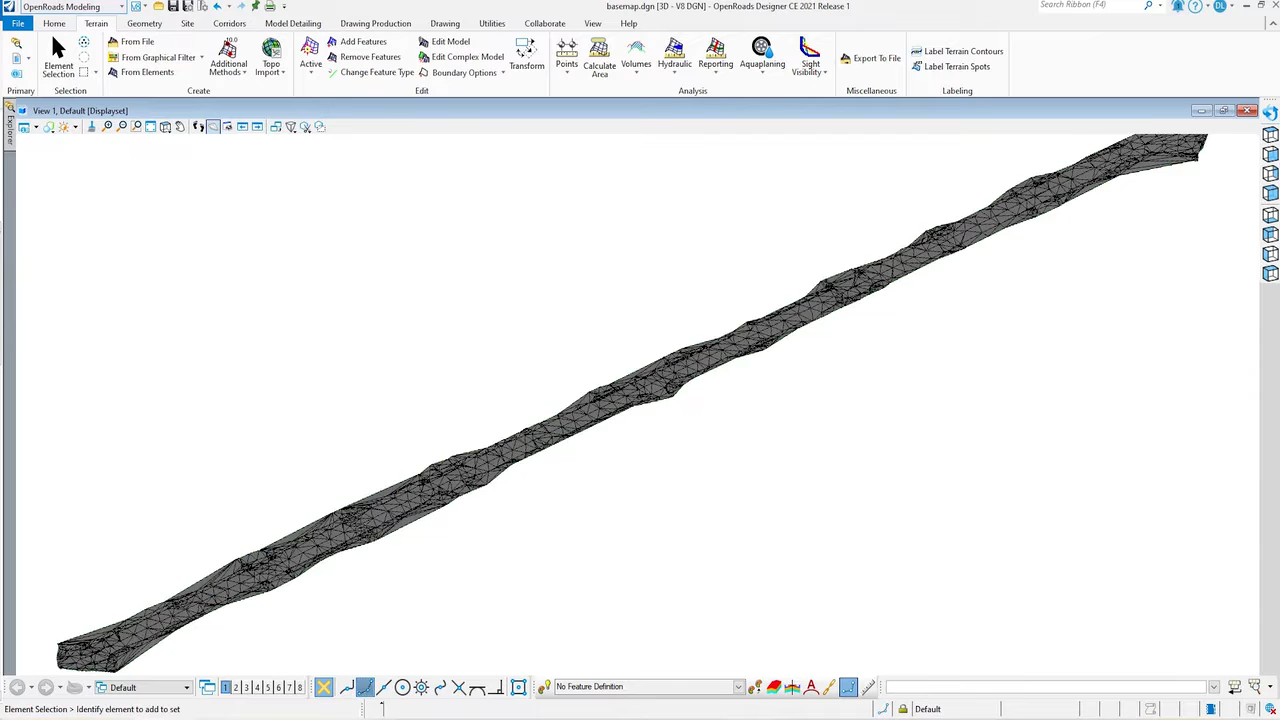 OpenRoads Modeling
basemap.dgn [3D - V8 DGN] - OpenRoads Designer CE 2021 Release 1
Search Ribbon (F4)
DL
File
Home
Terrain
Geometry
Site
Corridors
Model Detailing
Drawing Production
Drawing
Utilities
Collaborate
View
Help
Element
Selection
From File
From Graphical Filter
From Elements
10.0
Additional
Methods
Topo
Import
Active
Add Features
Remove Features
Change Feature Type
Edit Model
Edit Complex Model
Boundary Options
Transform
Points
Calculate
Area
Volumes
Hydraulic
Reporting
Aquaplaning
Sight
Visibility
Export To File
Label Terrain Contours
Label Terrain Spots
Primary
Selection
Create
Edit
Analysis
Miscellaneous
Labeling
Explorer
View 1, Default [Displayset]
Default
1 2 3 4 5 6 7 8
No Feature Definition
Element Selection > Identify element to add to set
Default